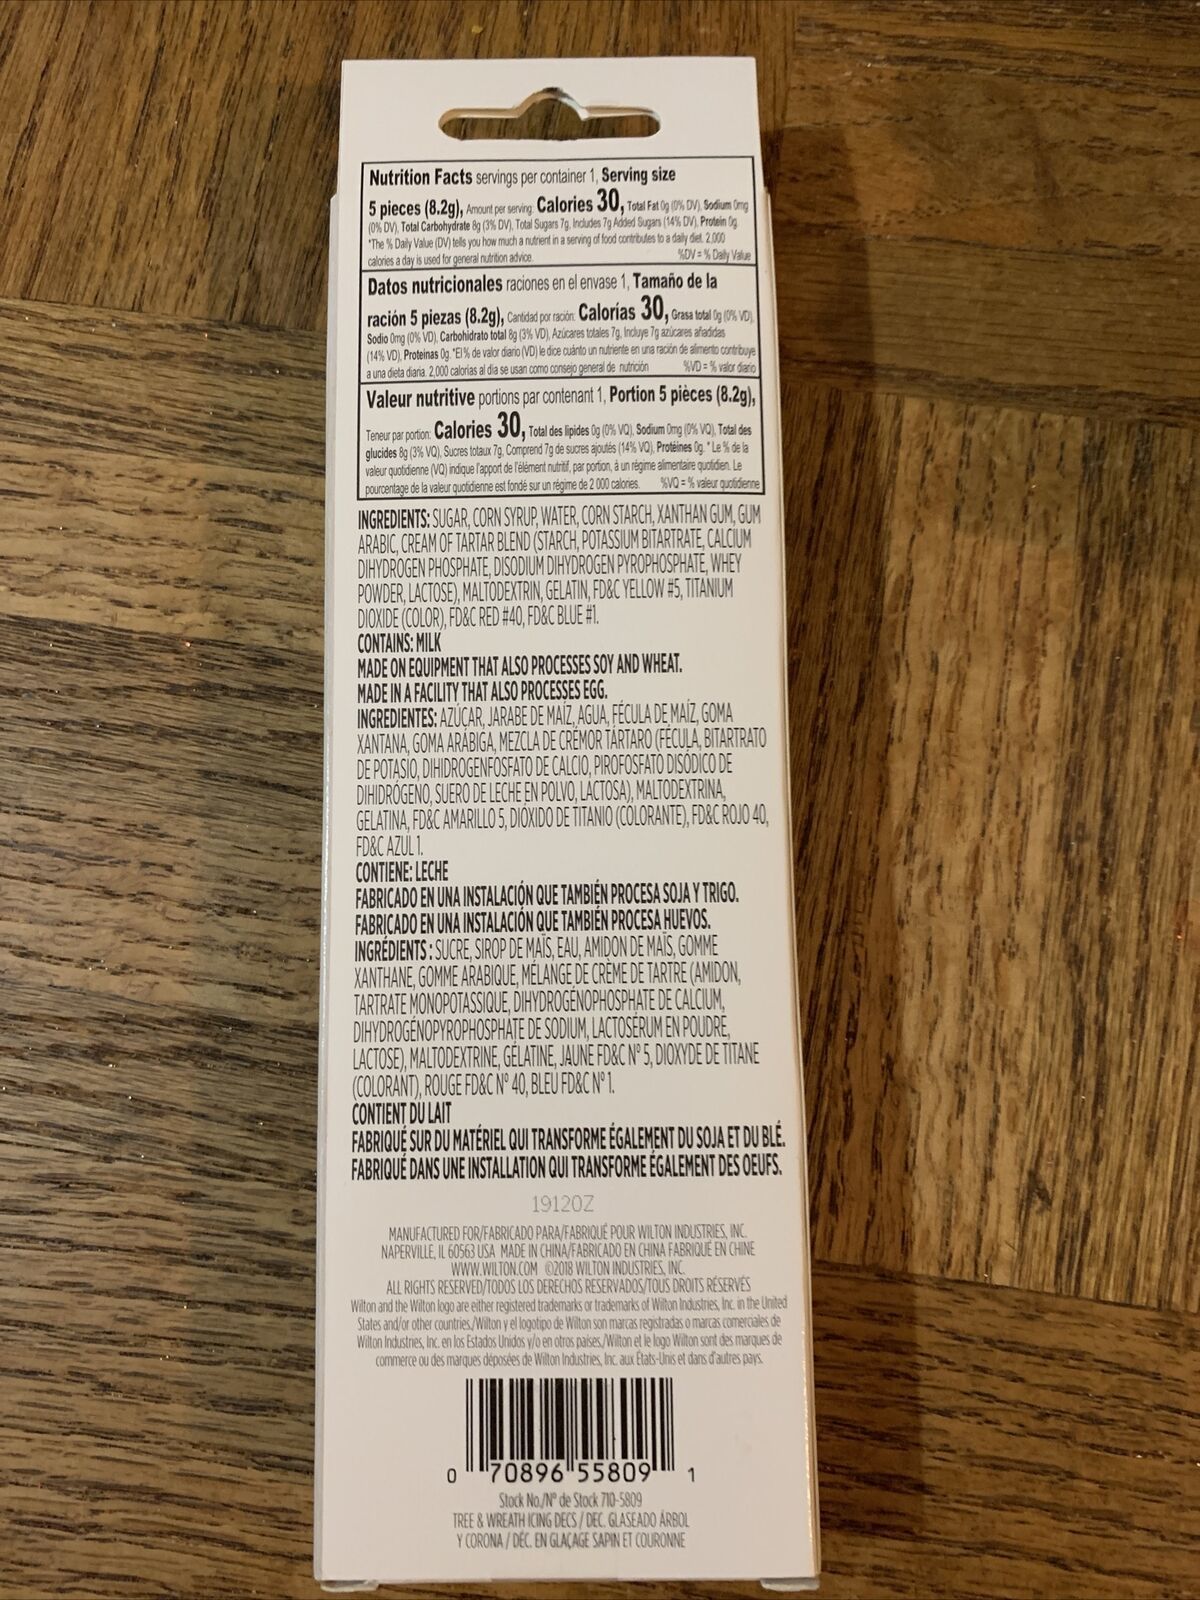 Nutrition Facts servings per container 1, Serving size
5 pieces (8.2g), Amount per serving: Calories 30, Total Fat 0g (0% DV), Sodium 0mg
(0% DV), Total Carbohydrate 8g (3% DV), Total Sugars 7g, Includes 7g Added Sugars (14% DV), Protein 0g.
*The % Daily Value (DV) tells you how much a nutrient in a serving of food contributes to a daily diet. 2,000
calories a day is used for general nutrition advice. %DV = % Daily Value
Datos nutricionales raciones en el envase 1, Tamaño de la
ración 5 piezas (8.2g), Cantidad por ración: Calorías 30, Grasa total 0g (0% VD),
Sodio 0mg (0% VD), Carbohidrato total 8g (3% VD), Azúcares totales 7g, Incluye 7g azúcares añadidas
(14% VD), Proteínas 0g. *El % de valor diario (VD) le dice cuánto un nutriente en una ración de alimento contribuye
a una dieta diaria. 2,000 calorías al día se usan como consejo general de nutrición %VD = % valor diario
Valeur nutritive portions par contenant 1, Portion 5 pièces (8.2g),
Teneur par portion: Calories 30, Total des lipides 0g (0% VQ), Sodium 0mg (0% VQ), Total des
glucides 8g (3% VQ), Sucres totaux 7g, Comprend 7g de sucres ajoutés (14% VQ), Protéines 0g. * Le % de la
valeur quotidienne (VQ) indique l'apport de l'élément nutritif, par portion, à un régime alimentaire quotidien. Le
pourcentage de la valeur quotidienne est fondé sur un régime de 2 000 calories. %VQ = % valeur quotidienne
INGREDIENTS: SUGAR, CORN SYRUP, WATER, CORN STARCH, XANTHAN GUM, GUM
ARABIC, CREAM OF TARTAR BLEND (STARCH, POTASSIUM BITARTRATE, CALCIUM
DIHYDROGEN PHOSPHATE, DISODIUM DIHYDROGEN PYROPHOSPHATE, WHEY
POWDER, LACTOSE), MALTODEXTRIN, GELATIN, FD&C YELLOW #5, TITANIUM
DIOXIDE (COLOR), FD&C RED #40, FD&C BLUE #1.
CONTAINS: MILK
MADE ON EQUIPMENT THAT ALSO PROCESSES SOY AND WHEAT.
MADE IN A FACILITY THAT ALSO PROCESSES EGG.
INGREDIENTES: AZÚCAR, JARABE DE MAÍZ, AGUA, FÉCULA DE MAÍZ, GOMA
XANTANA, GOMA ARÁBIGA, MEZCLA DE CRÉMOR TÁRTARO (FÉCULA, BITARTRATO
DE POTASIO, DIHIDROGENFOSFATO DE CALCIO, PIROFOSFATO DISÓDICO DE
DIHIDRÓGENO, SUERO DE LECHE EN POLVO, LACTOSA), MALTODEXTRINA,
GELATINA, FD&C AMARILLO 5, DIÓXIDO DE TITANIO (COLORANTE), FD&C ROJO 40,
FD&C AZUL 1.
CONTIENE: LECHE
FABRICADO EN UNA INSTALACIÓN QUE TAMBIÉN PROCESA SOJA Y TRIGO.
FABRICADO EN UNA INSTALACIÓN QUE TAMBIÉN PROCESA HUEVOS.
INGRÉDIENTS : SUCRE, SIROP DE MAÏS, EAU, AMIDON DE MAÏS, GOMME
XANTHANE, GOMME ARABIQUE, MÉLANGE DE CRÈME DE TARTRE (AMIDON,
TARTRATE MONOPOTASSIQUE, DIHYDROGÉNOPHOSPHATE DE CALCIUM,
DIHYDROGÉNOPYROPHOSPHATE DE SODIUM, LACTOSÉRUM EN POUDRE,
LACTOSE), MALTODEXTRINE, GÉLATINE, JAUNE FD&C Nº 5, DIOXYDE DE TITANE
(COLORANT), ROUGE FD&C Nº 40, BLEU FD&C Nº 1.
CONTIENT DU LAIT
FABRIQUÉ SUR DU MATÉRIEL QUI TRANSFORME ÉGALEMENT DU SOJA ET DU BLÉ.
FABRIQUÉ DANS UNE INSTALLATION QUI TRANSFORME ÉGALEMENT DES OEUFS.
19120Z
MANUFACTURED FOR/FABRICADO PARA/FABRIQUÉ POUR WILTON INDUSTRIES, INC.
NAPERVILLE, IL 60563 USA MADE IN CHINA/FABRICADO EN CHINA FABRIQUÉ EN CHINE
WWW.WILTON.COM ©2018 WILTON INDUSTRIES, INC.
ALL RIGHTS RESERVED/TODOS LOS DERECHOS RESERVADOS/TOUS DROITS RÉSERVÉS
Wilton and the Wilton logo are either registered trademarks or trademarks of Wilton Industries, Inc. in the United
States and/or other countries./Wilton y el logotipo de Wilton son marcas registradas o marcas comerciales de
Wilton Industries, Inc. en los Estados Unidos y/o en otros países./Wilton et le logo Wilton sont des marques de
commerce ou des marques déposées de Wilton Industries, Inc. aux États-Unis et dans d'autres pays.
0 70896 55809 1
Stock No./Nº de Stock 710-5809
TREE & WREATH ICING DECS / DEC. GLASEADO ÁRBOL
Y CORONA / DÉC. EN GLAÇAGE SAPIN ET COURONNE